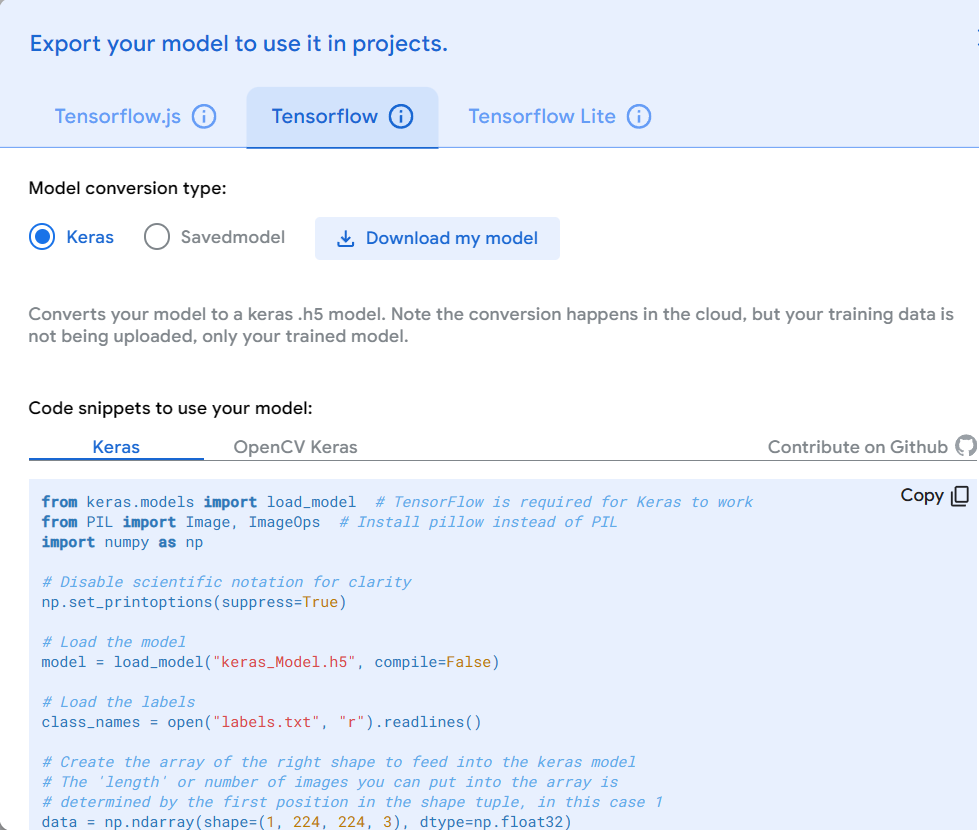 Export your model to use it in projects.
Tensorflow.js
Tensorflow
Tensorflow Lite
Model conversion type:
Keras
Savedmodel
Download my model
Converts your model to a keras .h5 model. Note the conversion happens in the cloud, but your training data is
not being uploaded, only your trained model.
Code snippets to use your model:
Keras
OpenCV Keras
Contribute on Github
Copy
from keras.models import load_model  # TensorFlow is required for Keras to work
from PIL import Image, ImageOps  # Install pillow instead of PIL
import numpy as np
# Disable scientific notation for clarity
np.set_printoptions(suppress=True)
# Load the model
model = load_model("keras_Model.h5", compile=False)
# Load the labels
class_names = open("labels.txt", "r").readlines()
# Create the array of the right shape to feed into the keras model
# The 'length' or number of images you can put into the array is
# determined by the first position in the shape tuple, in this case 1
data = np.ndarray(shape=(1, 224, 224, 3), dtype=np.float32)